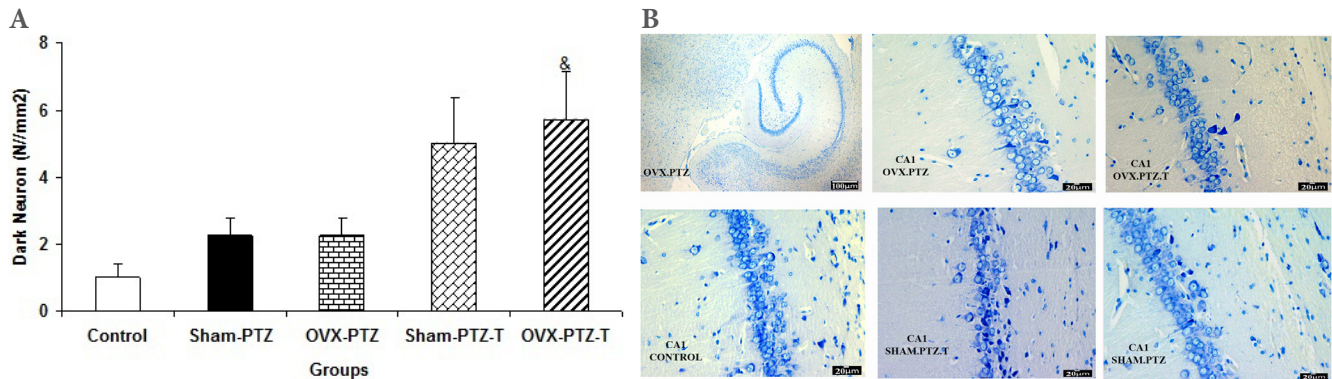 A
Dark Neuron (N//mm2)
8
6
4
2
0
&
Control Sham-PTZ OVX-PTZ Sham-PTZ-T OVX-PTZ-T
Groups
B
OVX.PTZ
100µm
CA1
OVX.PTZ
20µm
CA1
OVX.PTZ.T
20µm
CA1
CONTROL
20µm
CA1
SHAM.PTZ.T
20µm
CA1
SHAM.PTZ
20µm